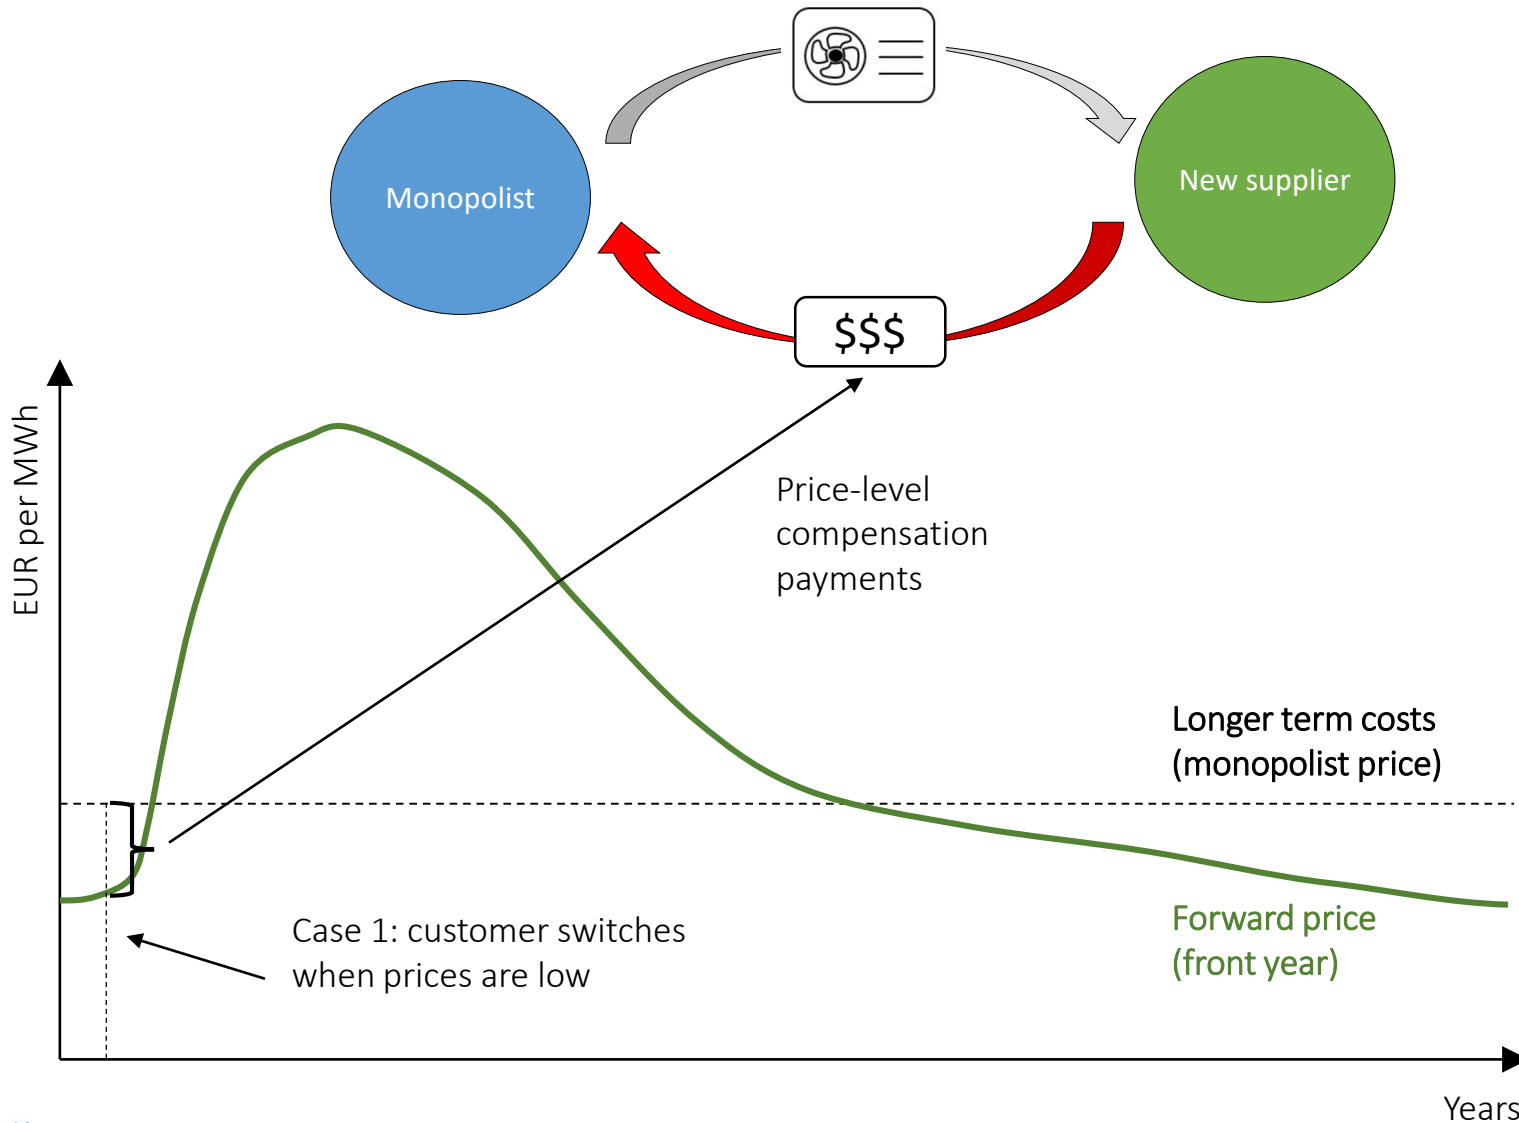 Monopolist
New supplier
$$$
EUR per MWh
Price-level
compensation
payments
Longer term costs
(monopolist price)
Case 1: customer switches
when prices are low
Forward price
(front year)
Years